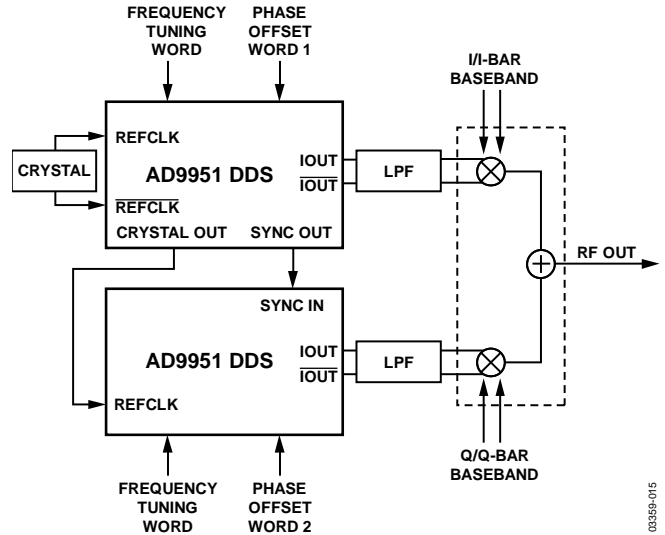 FREQUENCY
TUNING
WORD
PHASE
OFFSET
WORD 1
I/I-BAR
BASEBAND
REFCLK
CRYSTAL
AD9951 DDS
IOUT
IOUT
LPF
REFCLK
CRYSTAL OUT
SYNC OUT
RF OUT
SYNC IN
AD9951 DDS
IOUT
IOUT
LPF
REFCLK
FREQUENCY
TUNING
WORD
PHASE
OFFSET
WORD 2
Q/Q-BAR
BASEBAND
03359-015